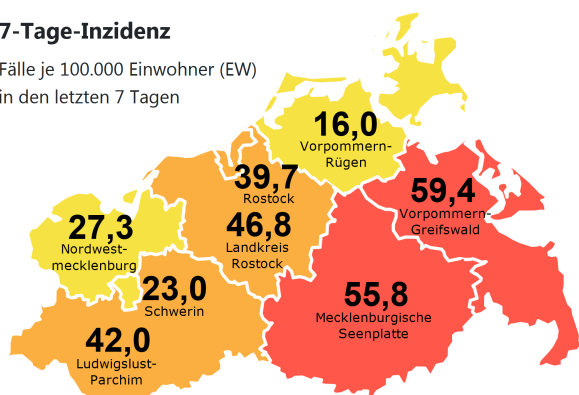 7-Tage-Inzidenz
Fälle je 100.000 Einwohner (EW)
in den letzten 7 Tagen
16,0
Vorpommern-
Rügen
39,7
Rostock
59,4
Vorpommern-
Greifswald
27,3
Nordwest-
mecklenburg
46,8
Landkreis
Rostock
23,0
Schwerin
55,8
Mecklenburgische
Seenplatte
42,0
Ludwigslust-
Parchim